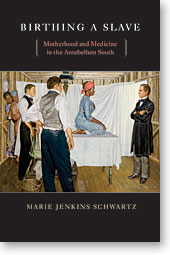 BIRTHING A SLAVE
Motherhood and Medicine
in the Antebellum South
MARIE JENKINS SCHWARTZ